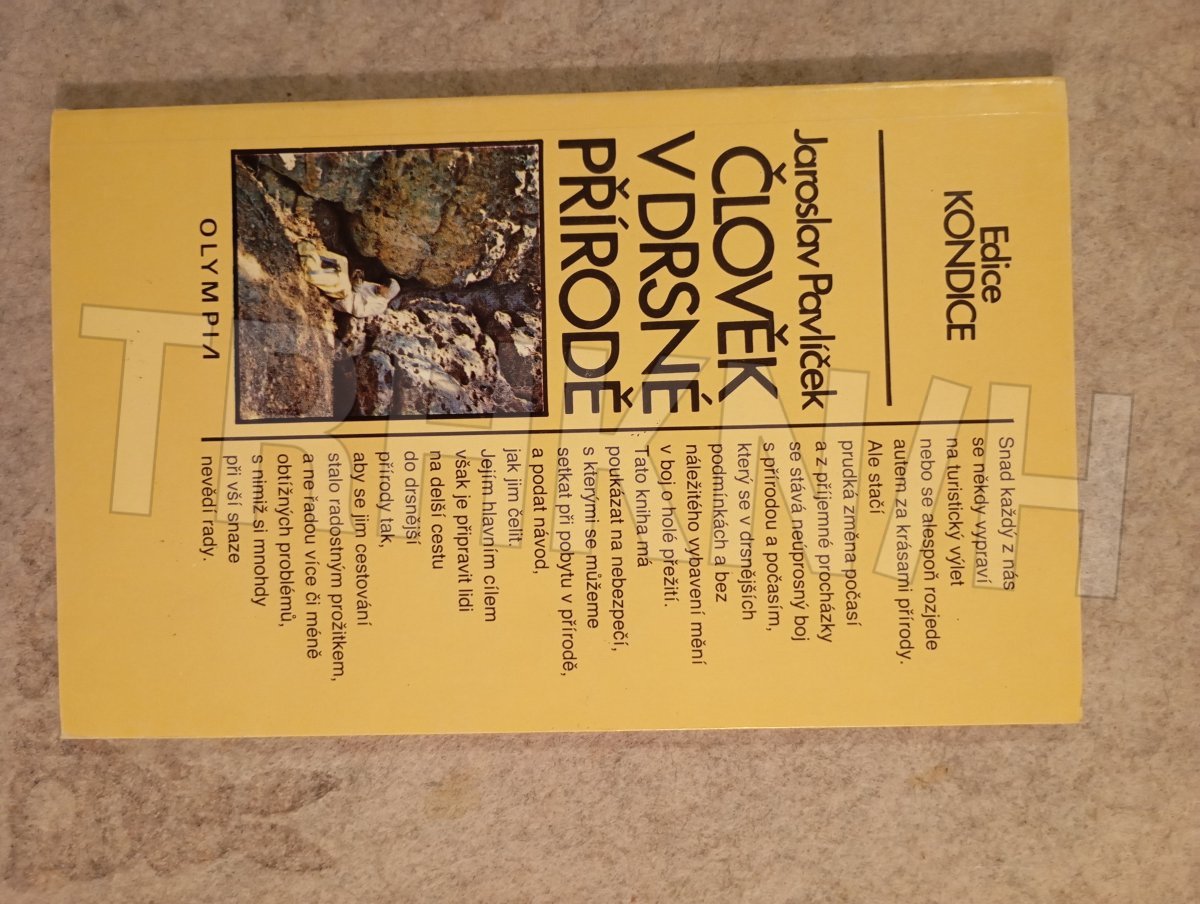 Edice
KONDICE
Jaroslav Pavlíček
ČLOVĚK
V DRSNÉ
PŘÍRODĚ
OLYMPIA
Snad každý z nás
se někdy vypraví
na turistický výlet
nebo se alespoň rozjede
autem za krásami přírody.
Ale stačí
prudká změna počasí
a z příjemné procházky
se stává neúprosný boj
s přírodou a počasím,
který se v drsnějších
podmínkách a bez
náležitého vybavení mění
v boj o holé přežití.
Tato kniha má
poukázat na nebezpečí,
s kterými se můžeme
setkat při pobytu v přírodě,
a podat návod,
jak jim čelit.
Jejím hlavním cílem
však je připravit lidi
na delší cestu
do drsnější
přírody tak,
aby se jim cestování
stalo radostným prožitkem,
a ne řadou více či méně
obtížných problémů,
s nimiž si mnohdy
při vší snaze
nevědí rady.